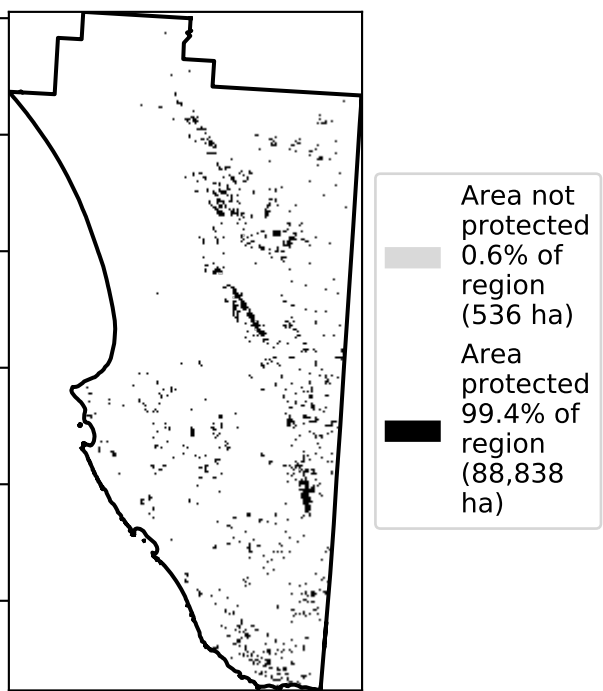 Area not
protected
0.6% of
region
(536 ha)
Area
protected
99.4% of
region
(88,838
ha)